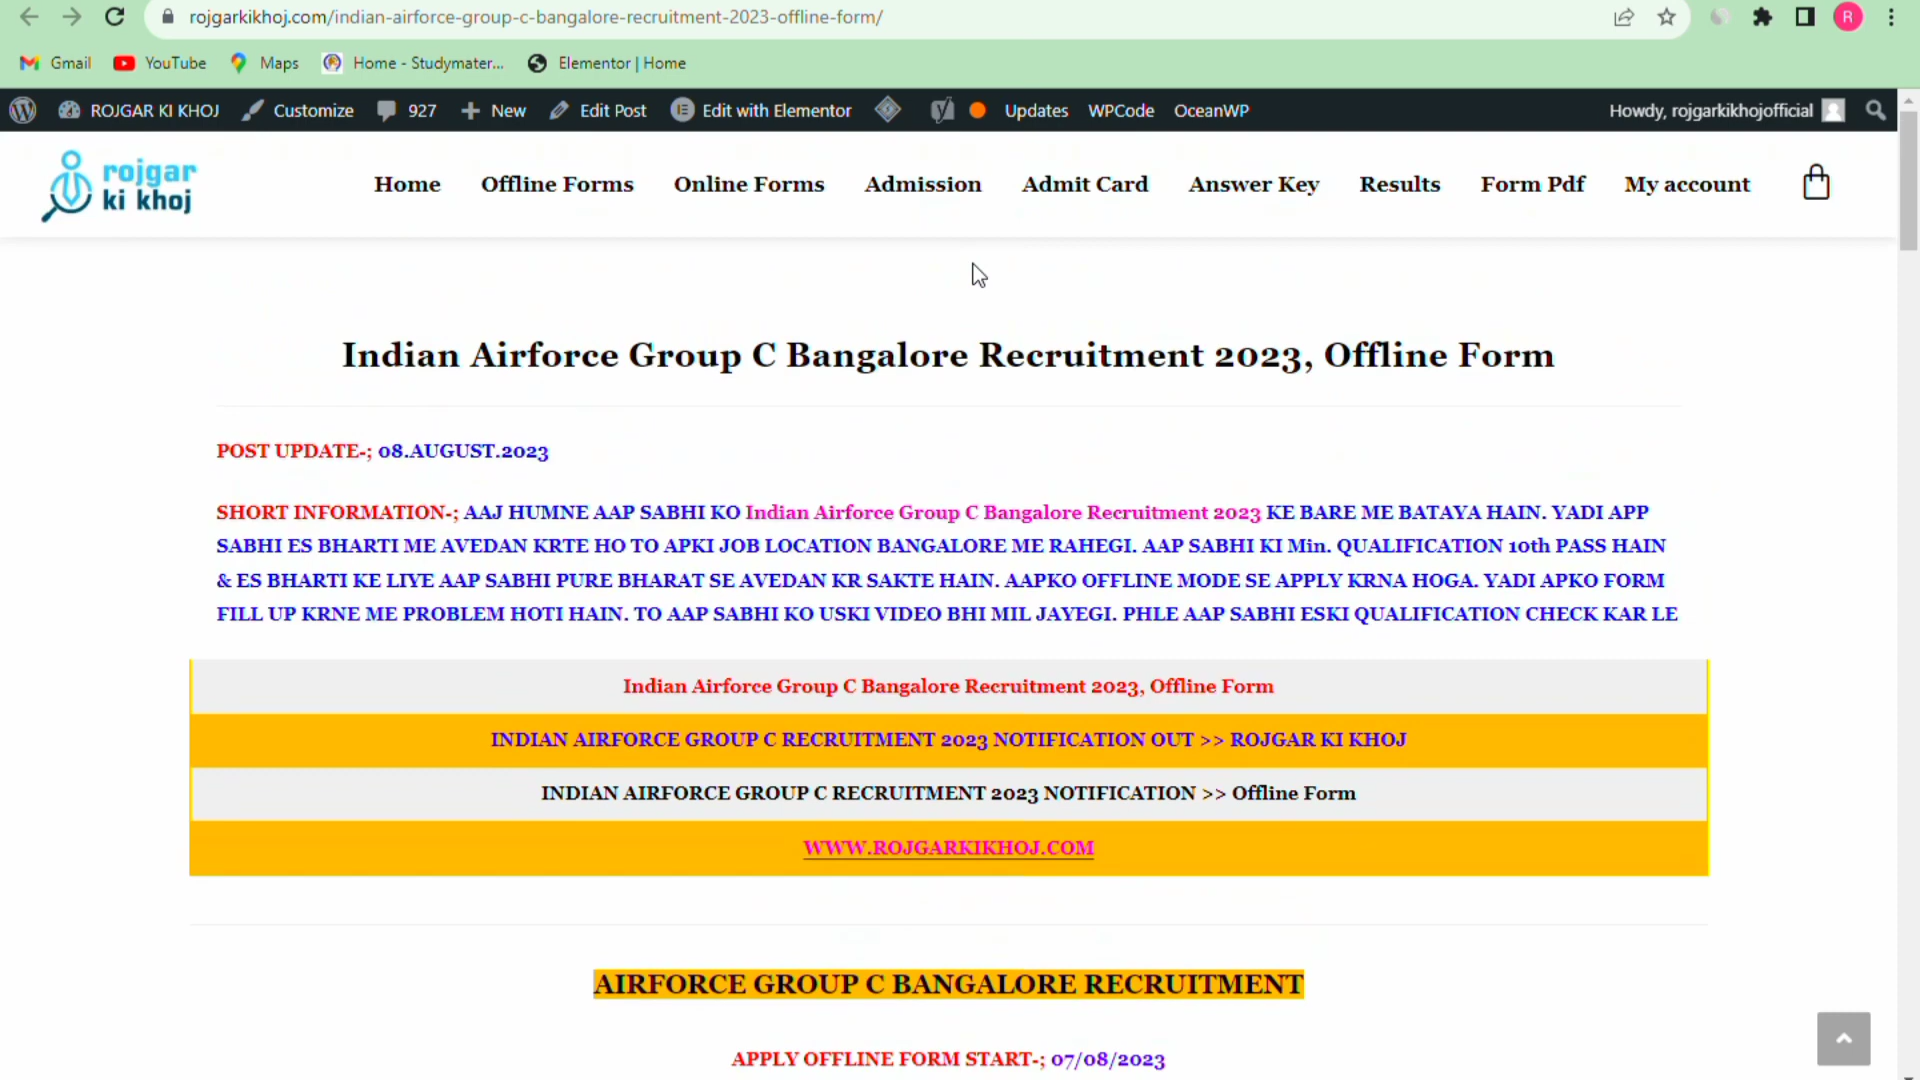 rojgarkikhoj.com/indian-airforce-group-c-bangalore-recruitment-2023-offline-form/
R
Gmail YouTube Maps Home - Studymater... Elementor | Home
ROJGAR KI KHOJ Customize 927 New Edit Post Edit with Elementor Updates WPCode OceanWP Howdy, rojgarkikhojofficial
rojgar
ki khoj
Home Offline Forms Online Forms Admission Admit Card Answer Key Results Form Pdf My account
Indian Airforce Group C Bangalore Recruitment 2023, Offline Form
POST UPDATE-; 08.AUGUST.2023
SHORT INFORMATION-; AAJ HUMNE AAP SABHI KO Indian Airforce Group C Bangalore Recruitment 2023 KE BARE ME BATAYA HAIN. YADI APP
SABHI ES BHARTI ME AVEDAN KRTE HO TO APKI JOB LOCATION BANGALORE ME RAHEGI. AAP SABHI KI Min. QUALIFICATION 10th PASS HAIN
& ES BHARTI KE LIYE AAP SABHI PURE BHARAT SE AVEDAN KR SAKTE HAIN. AAPKO OFFLINE MODE SE APPLY KRNA HOGA. YADI APKO FORM
FILL UP KRNE ME PROBLEM HOTI HAIN. TO AAP SABHI KO USKI VIDEO BHI MIL JAYEGI. PHLE AAP SABHI ESKI QUALIFICATION CHECK KAR LE
Indian Airforce Group C Bangalore Recruitment 2023, Offline Form
INDIAN AIRFORCE GROUP C RECRUITMENT 2023 NOTIFICATION OUT >> ROJGAR KI KHOJ
INDIAN AIRFORCE GROUP C RECRUITMENT 2023 NOTIFICATION >> Offline Form
WWW.ROJGARKIKHOJ.COM
AIRFORCE GROUP C BANGALORE RECRUITMENT
APPLY OFFLINE FORM START-; 07/08/2023